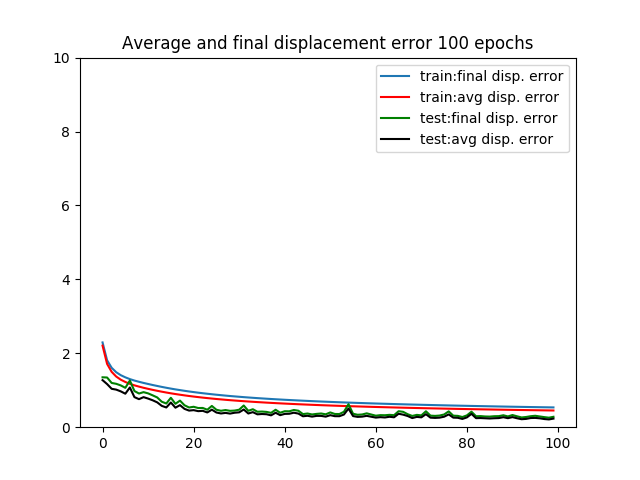 Average and final displacement error 100 epochs
10
8
6
4
2
0
train:final disp. error
train:avg disp. error
test:final disp. error
test:avg disp. error
0 20 40 60 80 100